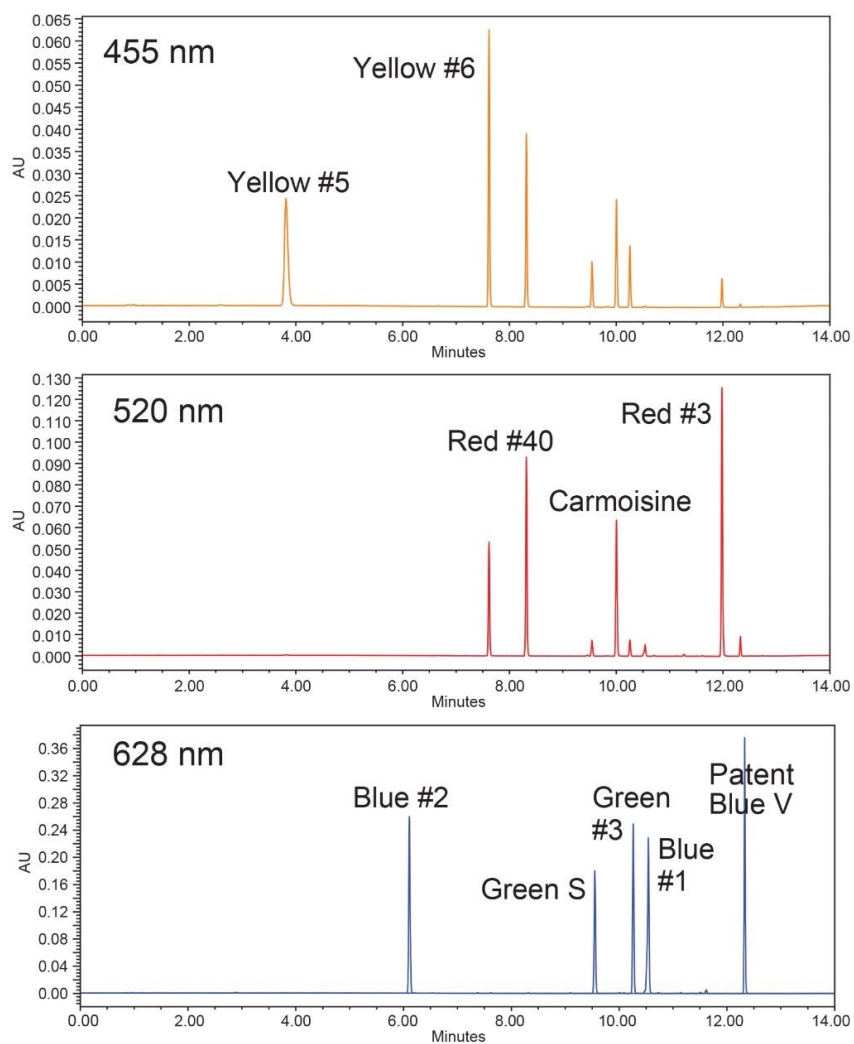 0.065
0.060
0.055
0.050
0.045
0.040
0.035
0.030
0.025
0.020
0.015
0.010
0.005
0.000
AU
455 nm
Yellow #6
Yellow #5
0.00 2.00 4.00 6.00 8.00 10.00 12.00 14.00
Minutes
0.130
0.120
0.110
0.100
0.090
0.080
0.070
0.060
0.050
0.040
0.030
0.020
0.010
0.000
AU
520 nm
Red #3
Red #40
Carmoisine
0.00 2.00 4.00 6.00 8.00 10.00 12.00 14.00
Minutes
0.36
0.32
0.28
0.24
0.20
0.16
0.12
0.08
0.04
0.00
AU
628 nm
Blue #2
Green S
Green
#3
Blue
#1
Patent
Blue V
0.00 2.00 4.00 6.00 8.00 10.00 12.00 14.00
Minutes